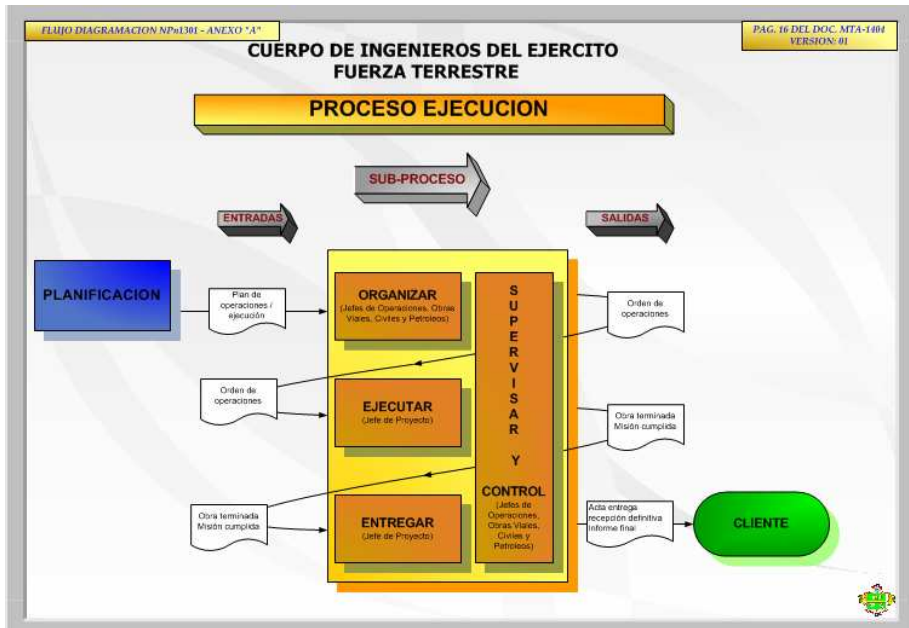 FLUJO DIAGRAMACION NPn1301 - ANEXO "A"
PAG. 16 DEL DOC. MTA-1404
VERSION: 01
CUERPO DE INGENIEROS DEL EJERCITO
FUERZA TERRESTRE
PROCESO EJECUCION
SUB-PROCESO
ENTRADAS
SALIDAS
PLANIFICACION
Plan de
operaciones /
ejecución
ORGANIZAR
(Jefes de Operaciones, Obras
Viales, Civiles y Petroleos)
S
U
P
E
R
V
I
S
A
R
Y
CONTROL
(Jefes de
Operaciones,
Obras Viales,
Civiles y
Petroleos)
Orden de
operaciones
Orden de
operaciones
EJECUTAR
(Jefe de Proyecto)
Obra terminada
Misión cumplida
Obra terminada
Misión cumplida
ENTREGAR
(Jefe de Proyecto)
Acta entrega
recepción definitiva
Informe final
CLIENTE